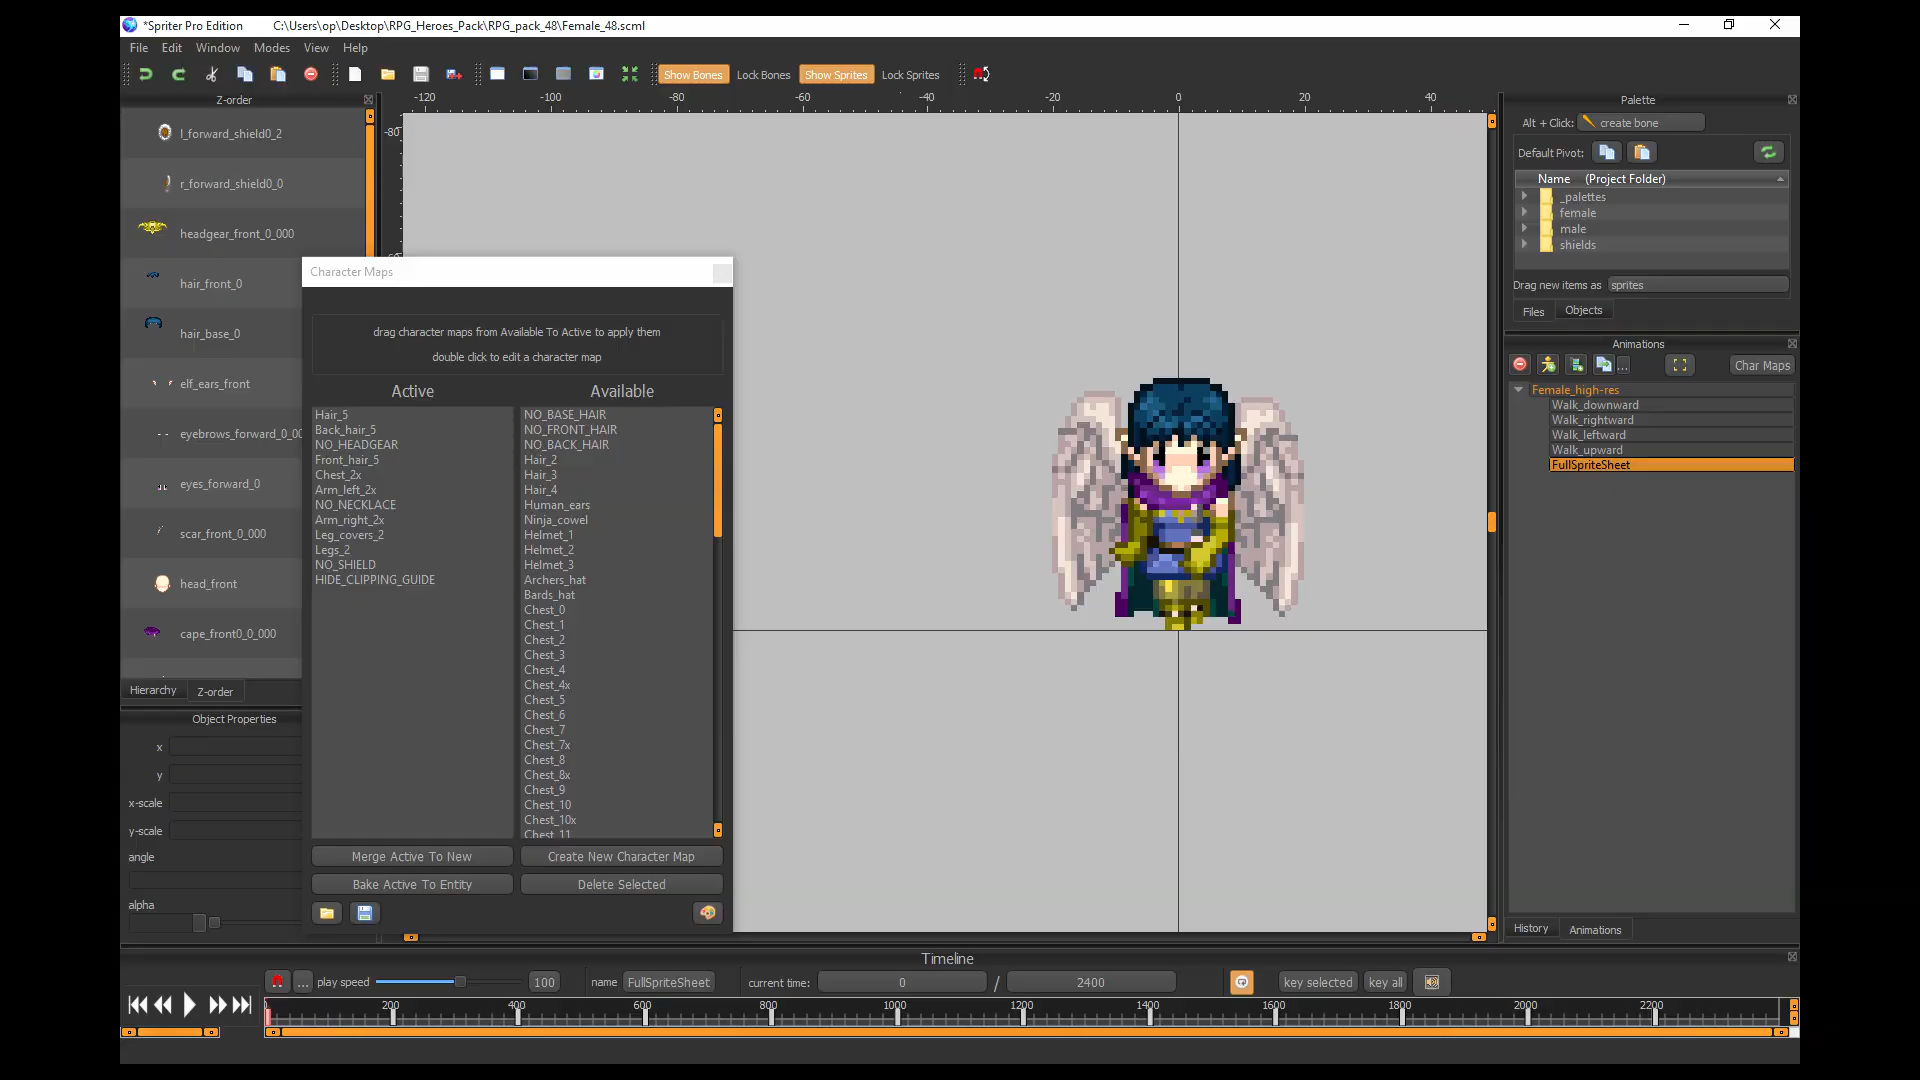 *Spriter Pro Edition C:\Users\op\Desktop\RPG_Heroes_Pack\RPG_pack_48\Female_48.scml
File Edit Window Modes View Help
Show Bones Lock Bones Show Sprites Lock Sprites
Z-order
l_forward_shield0_2
r_forward_shield0_0
headgear_front_0_000
hair_front_0
hair_base_0
elf_ears_front
eyebrows_forward_0_00
eyes_forward_0
scar_front_0_000
head_front
cape_front0_0_000
Hierarchy Z-order
Object Properties
x
y
x-scale
y-scale
angle
alpha
-120 -100 -80 -60 -40 -20 0 20 40
-80
Character Maps
drag character maps from Available To Active to apply them
double click to edit a character map
Active
Hair_5
Back_hair_5
NO_HEADGEAR
Front_hair_5
Chest_2x
Arm_left_2x
NO_NECKLACE
Arm_right_2x
Leg_covers_2
Legs_2
NO_SHIELD
HIDE_CLIPPING_GUIDE
Available
NO_BASE_HAIR
NO_FRONT_HAIR
NO_BACK_HAIR
Hair_2
Hair_3
Hair_4
Human_ears
Ninja_cowel
Helmet_1
Helmet_2
Helmet_3
Archers_hat
Bards_hat
Chest_0
Chest_1
Chest_2
Chest_3
Chest_4
Chest_4x
Chest_5
Chest_6
Chest_7
Chest_7x
Chest_8
Chest_8x
Chest_9
Chest_10
Chest_10x
Chest_11
Merge Active To New Create New Character Map
Bake Active To Entity Delete Selected
Palette
Alt + Click: create bone
Default Pivot:
Name (Project Folder)
_palettes
female
male
shields
Drag new items as sprites
Files Objects
Animations
... Char Maps
Female_high-res
Walk_downward
Walk_rightward
Walk_leftward
Walk_upward
FullSpriteSheet
History Animations
Timeline
... play speed 100 name FullSpriteSheet current time: 0 / 2400 key selected key all
200 400 600 800 1000 1200 1400 1600 1800 2000 2200